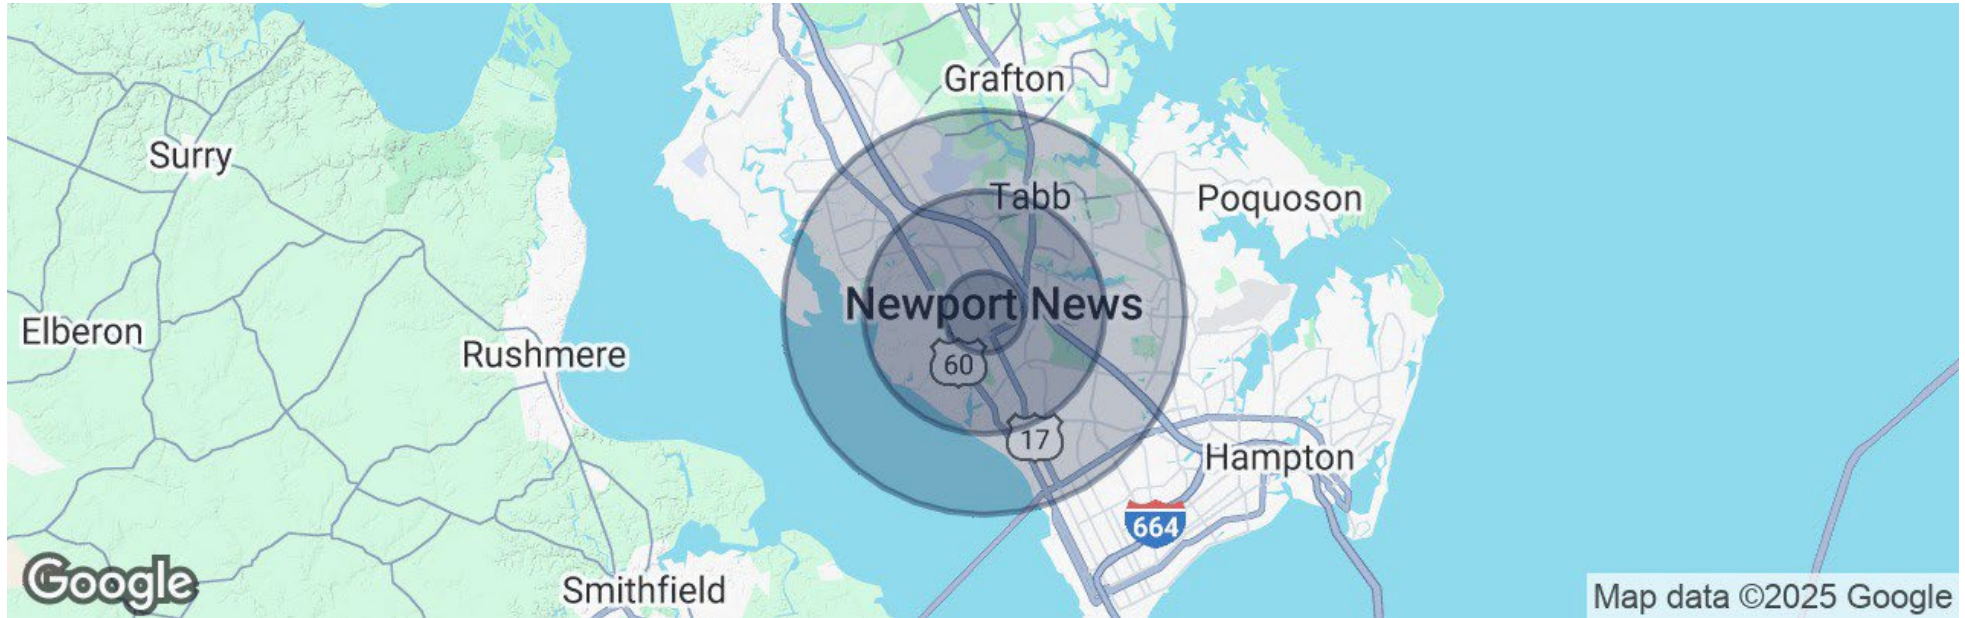 Grafton
Surry
Tabb
Poquoson
Newport News
Elberon
Rushmere
60
17
Hampton
664
Smithfield
Google
Map data ©2025 Google